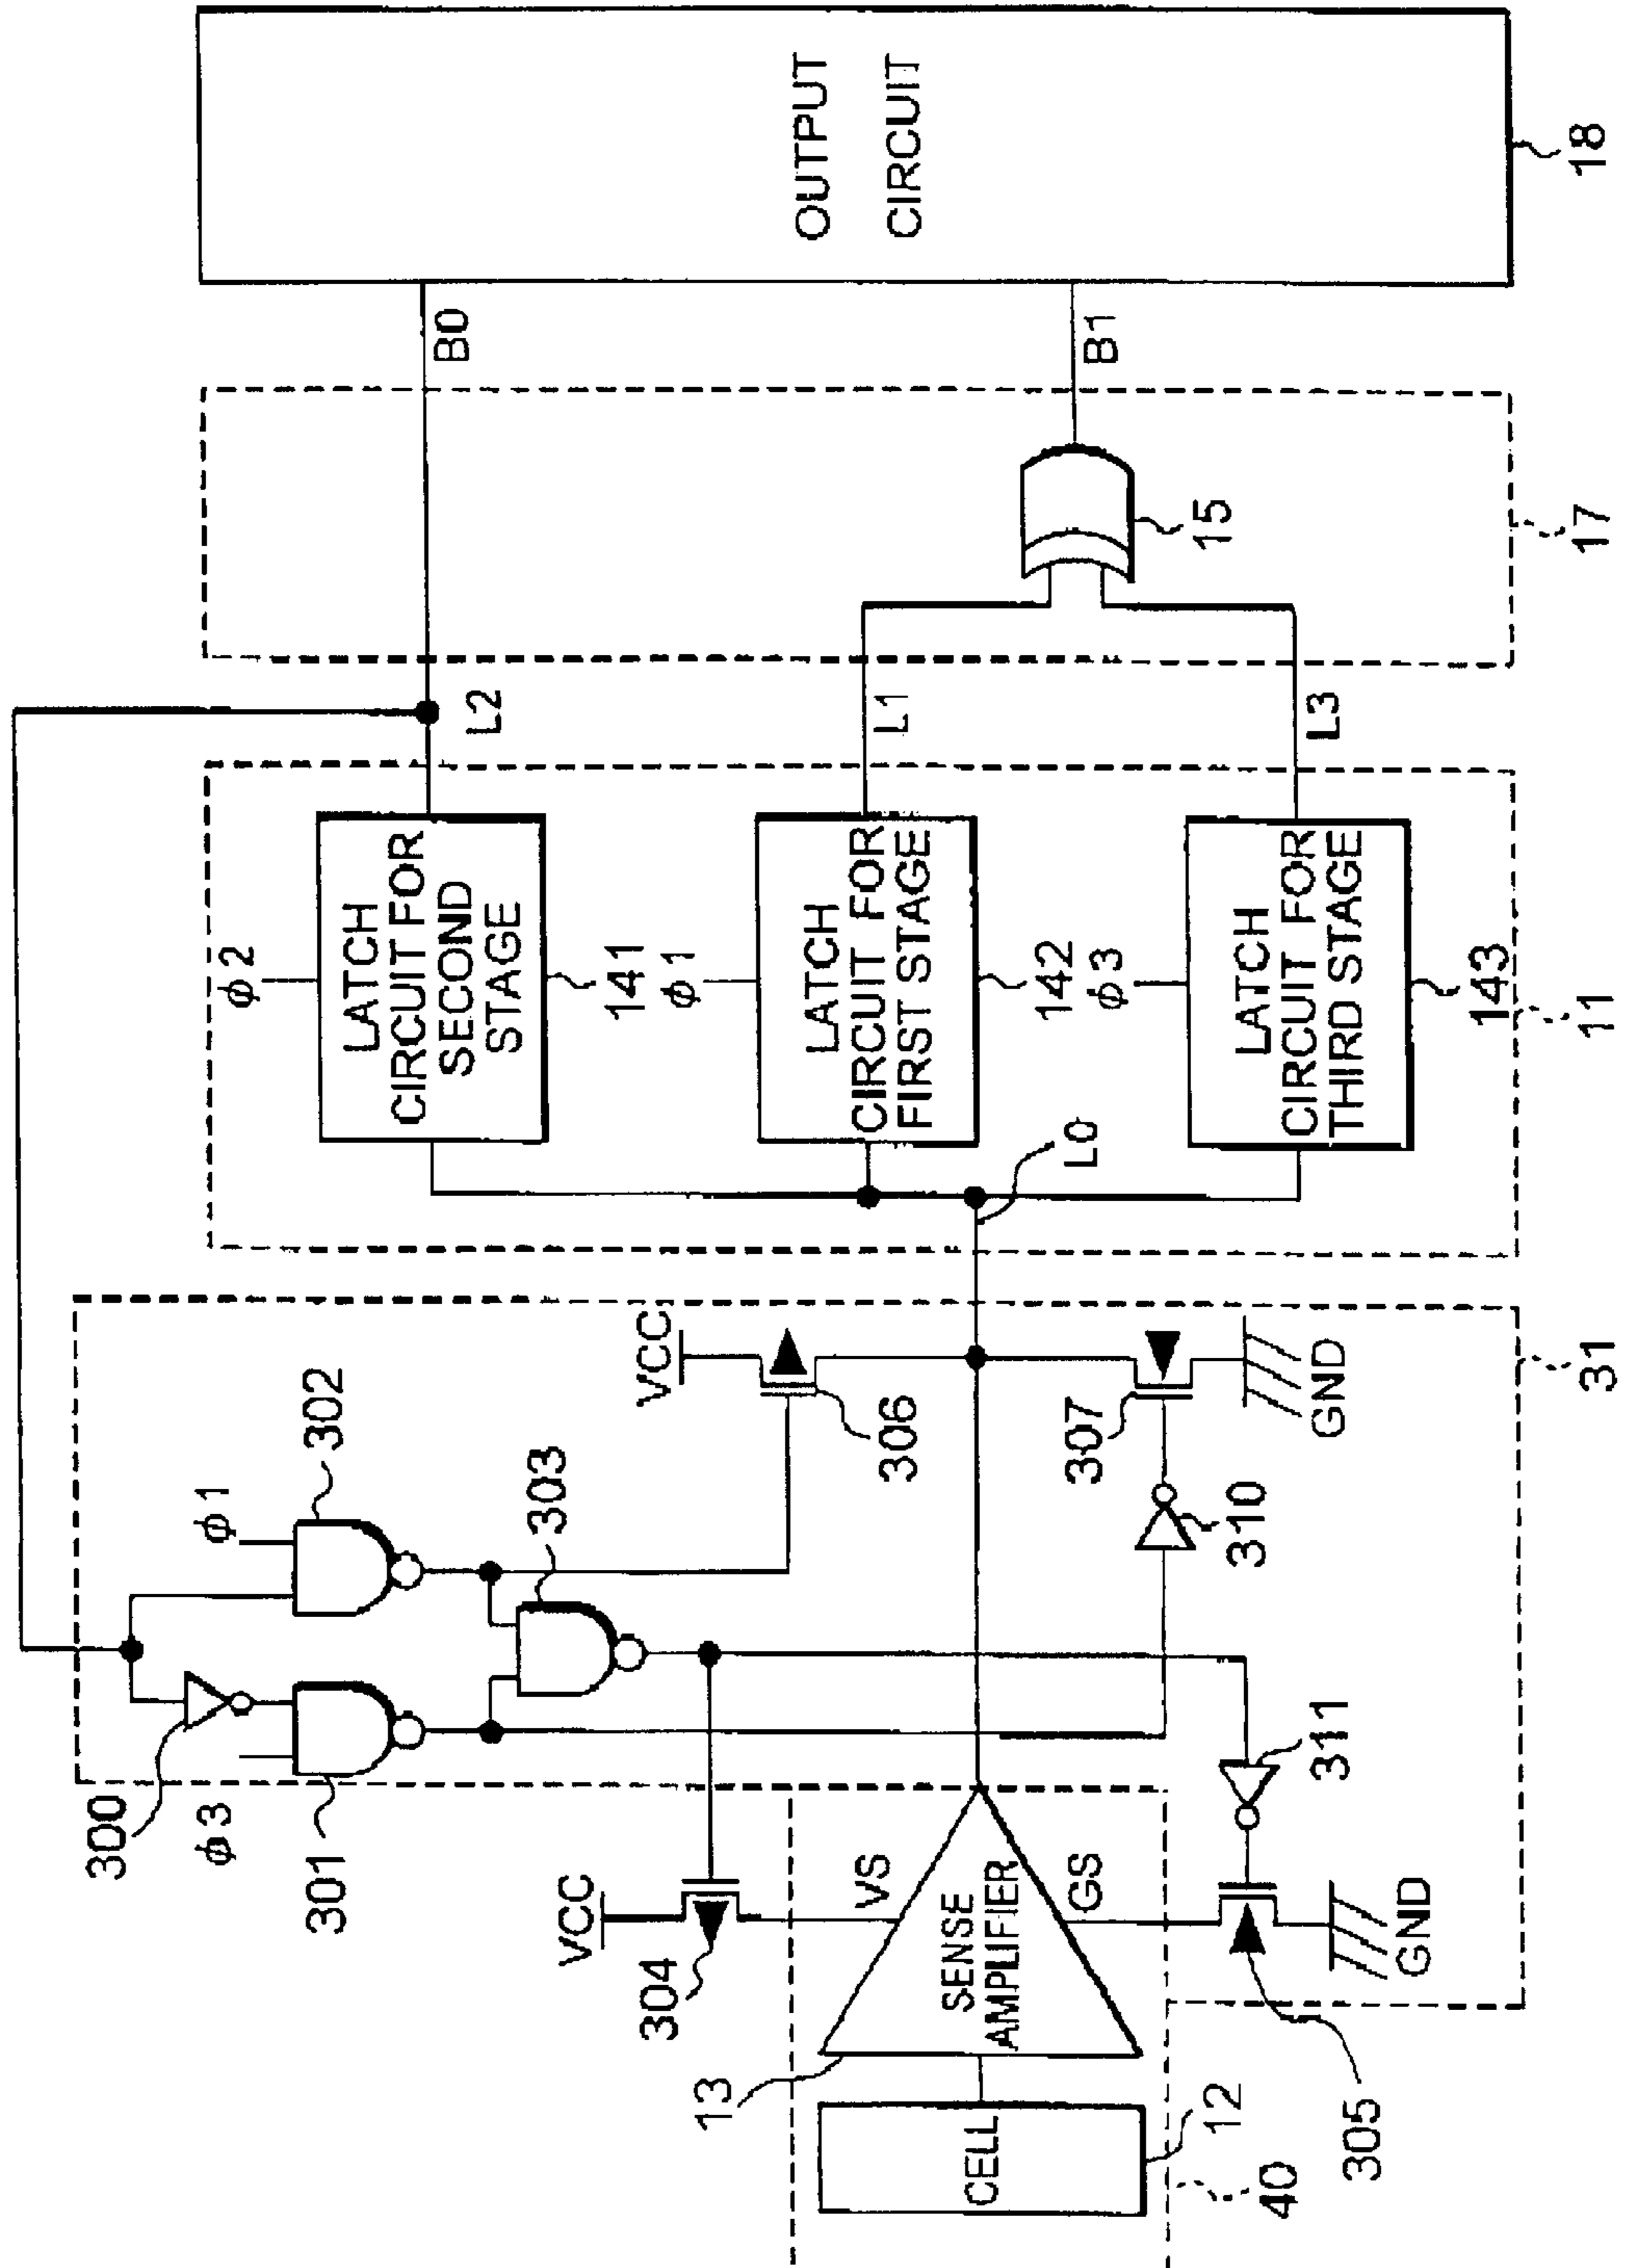 OUTPUT
CIRCUIT
18
B0
B1
15
17
L2
L1
L3
LATCH
CIRCUIT FOR
SECOND
STAGE
ϕ2
141
LATCH
CIRCUIT FOR
FIRST STAGE
ϕ1
142
LATCH
CIRCUIT FOR
THIRD STAGE
ϕ3
143
11
L0
VCC
306
307
GND
31
302
ϕ1
303
310
300
ϕ3
301
311
VCC
304
VS
GS
GND
305
SENSE
AMPLIFIER
13
CELL
12
40